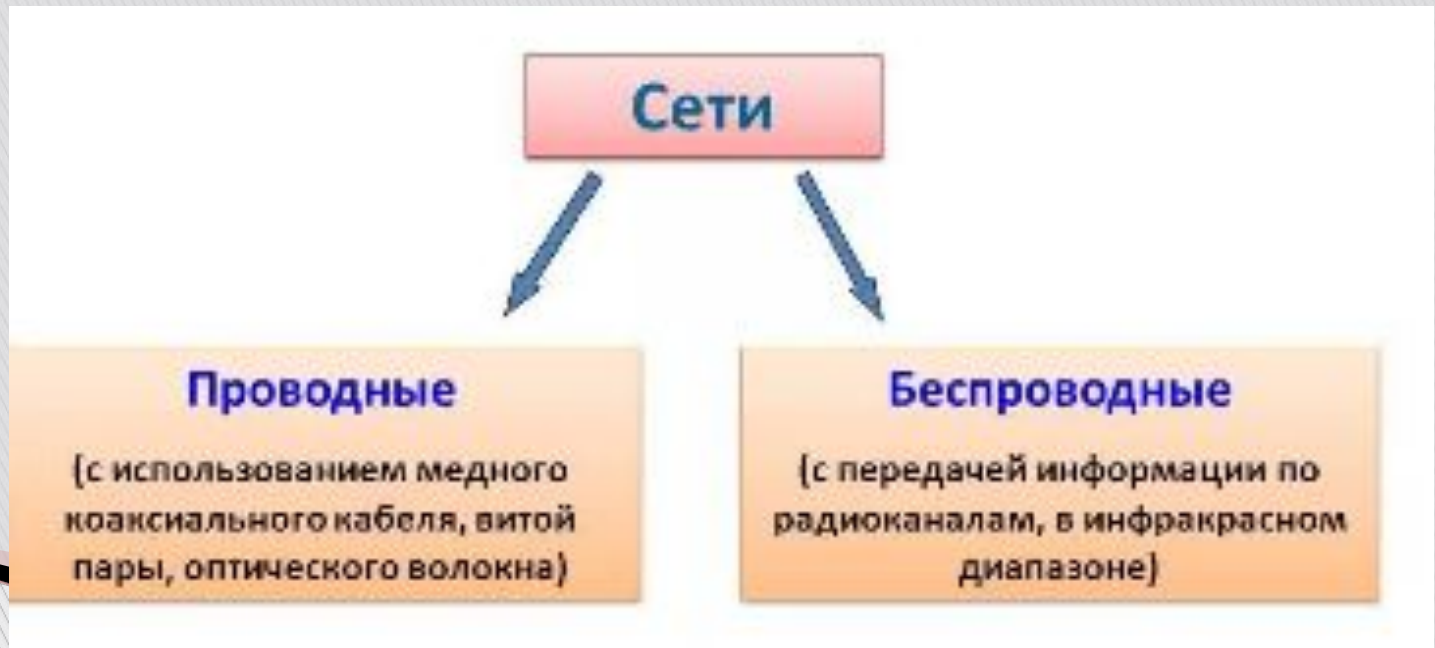 Сети
Проводные
(с использованием медного
коаксиального кабеля, витой
пары, оптического волокна)
Беспроводные
(с передачей информации по
радиоканалам, в инфракрасном
диапазоне)